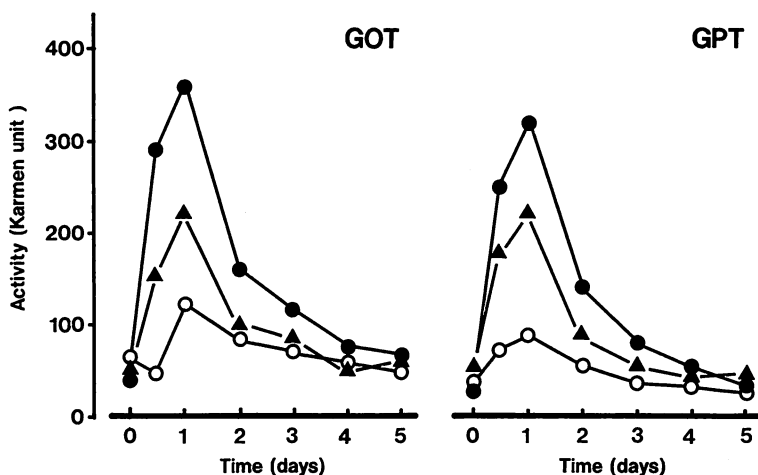 GOT
GPT
Activity (Karmen unit )
400
300
200
100
0
0 1 2 3 4 5
Time (days)
0 1 2 3 4 5
Time (days)